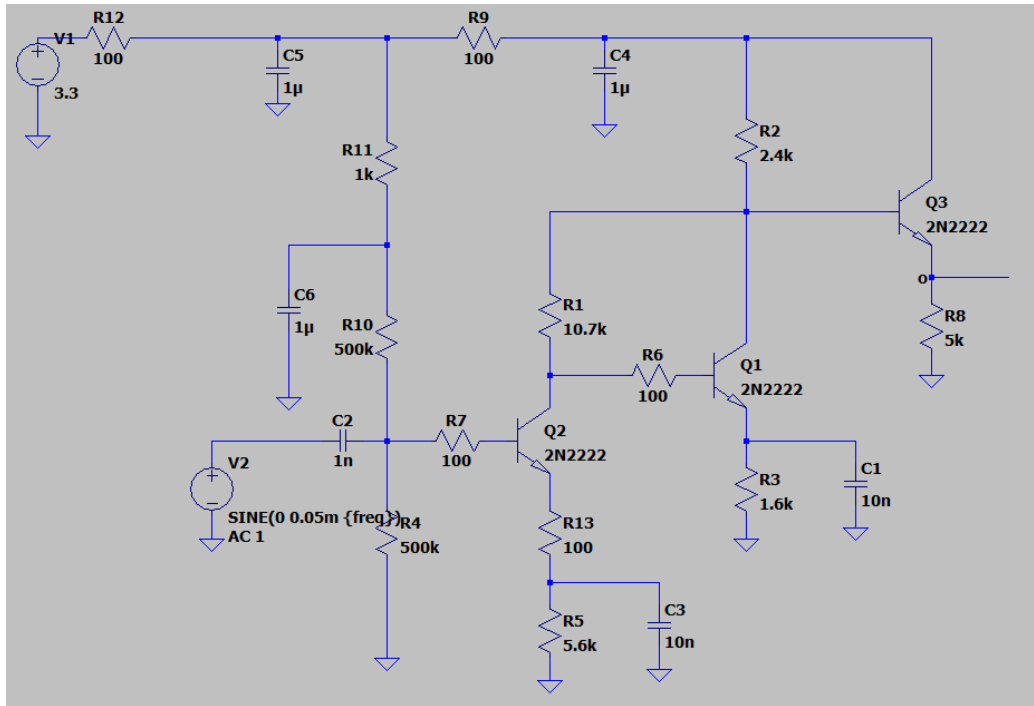 R12
V1
100
3.3
C5
1µ
R9
100
C4
1µ
R11
1k
R2
2.4k
Q3
2N2222
o
R8
5k
C6
1µ
R10
500k
R1
10.7k
R6
100
Q1
2N2222
C2
1n
R7
100
Q2
2N2222
V2
SINE(0 0.05m {freq})
AC 1
R4
500k
R3
1.6k
C1
10n
R13
100
R5
5.6k
C3
10n